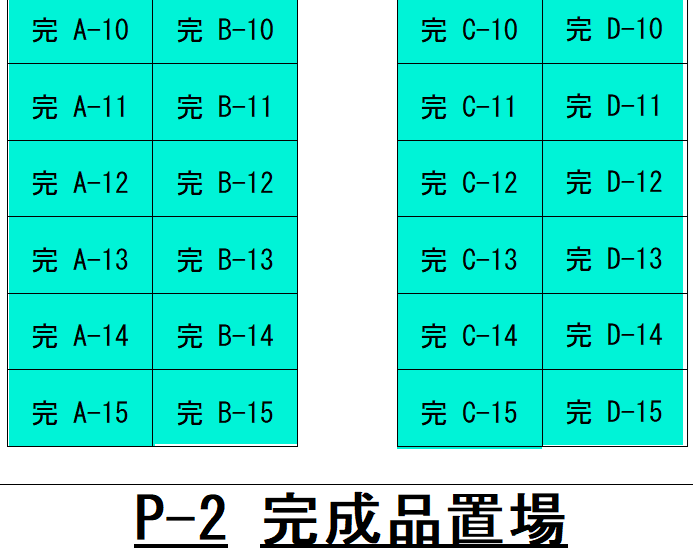 完 A-10 完 B-10 完 C-10 完 D-10
完 A-11 完 B-11 完 C-11 完 D-11
完 A-12 完 B-12 完 C-12 完 D-12
完 A-13 完 B-13 完 C-13 完 D-13
完 A-14 完 B-14 完 C-14 完 D-14
完 A-15 完 B-15 完 C-15 完 D-15
P-2 完成品置場